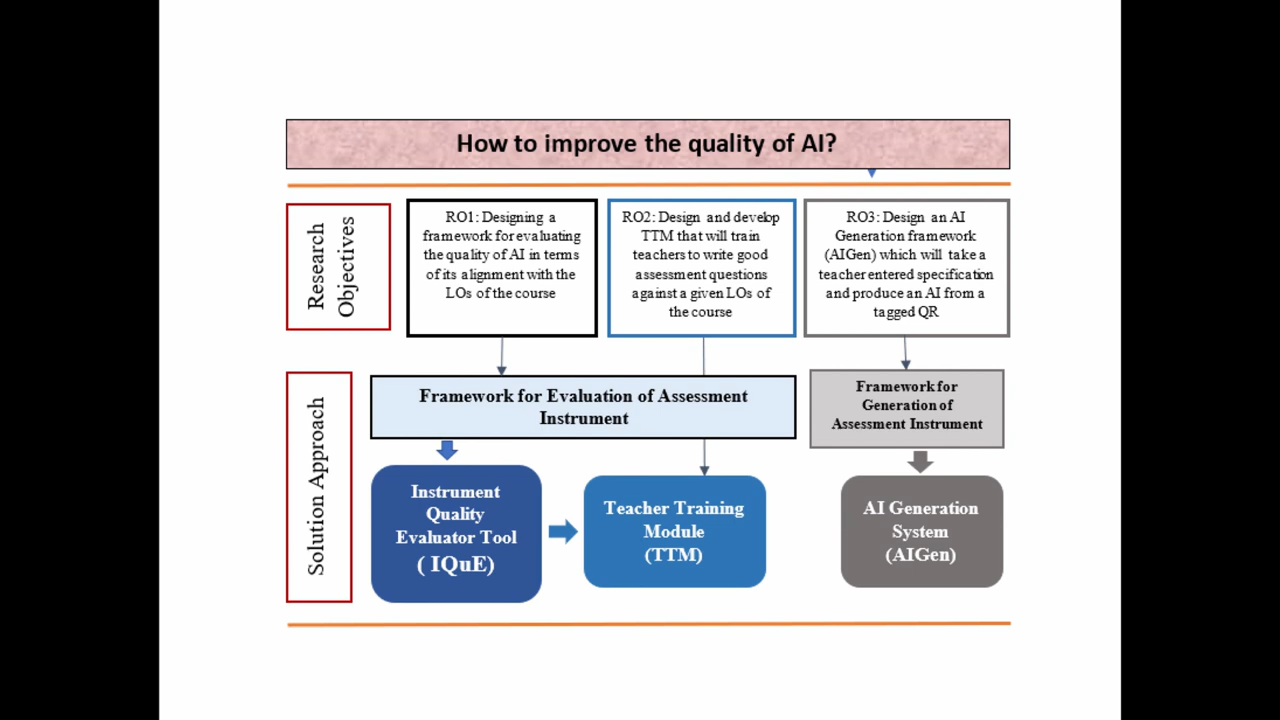 How to improve the quality of AI?
Research
Objectives
RO1: Designing a
framework for evaluating
the quality of AI in terms
of its alignment with the
LOs of the course
RO2: Design and develop
TTM that will train
teachers to write good
assessment questions
against a given LOs of
the course
RO3: Design an AI
Generation framework
(AIGen) which will take a
teacher entered specification
and produce an AI from a
tagged QR
Solution Approach
Framework for Evaluation of Assessment
Instrument
Framework for
Generation of
Assessment Instrument
Instrument
Quality
Evaluator Tool
( IQuE)
Teacher Training
Module
(TTM)
AI Generation
System
(AIGen)